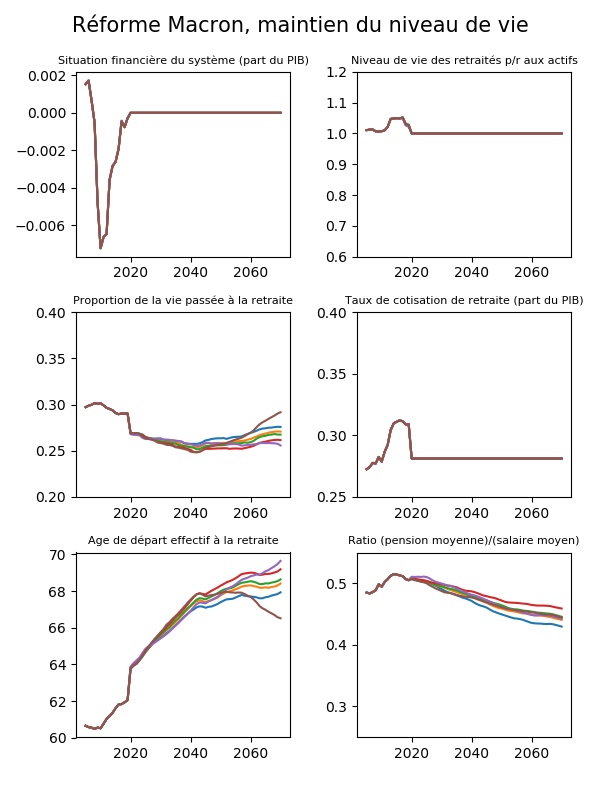 Réforme Macron, maintien du niveau de vie
Situation financière du système (part du PIB)
0.002
0.000
−0.002
−0.004
−0.006
2020 2040 2060
Niveau de vie des retraités p/r aux actifs
1.2
1.1
1.0
0.9
0.8
0.7
0.6
2020 2040 2060
Proportion de la vie passée à la retraite
0.40
0.35
0.30
0.25
0.20
2020 2040 2060
Taux de cotisation de retraite (part du PIB)
0.40
0.35
0.30
0.25
2020 2040 2060
Age de départ effectif à la retraite
70
68
66
64
62
60
2020 2040 2060
Ratio (pension moyenne)/(salaire moyen)
0.5
0.4
0.3
2020 2040 2060